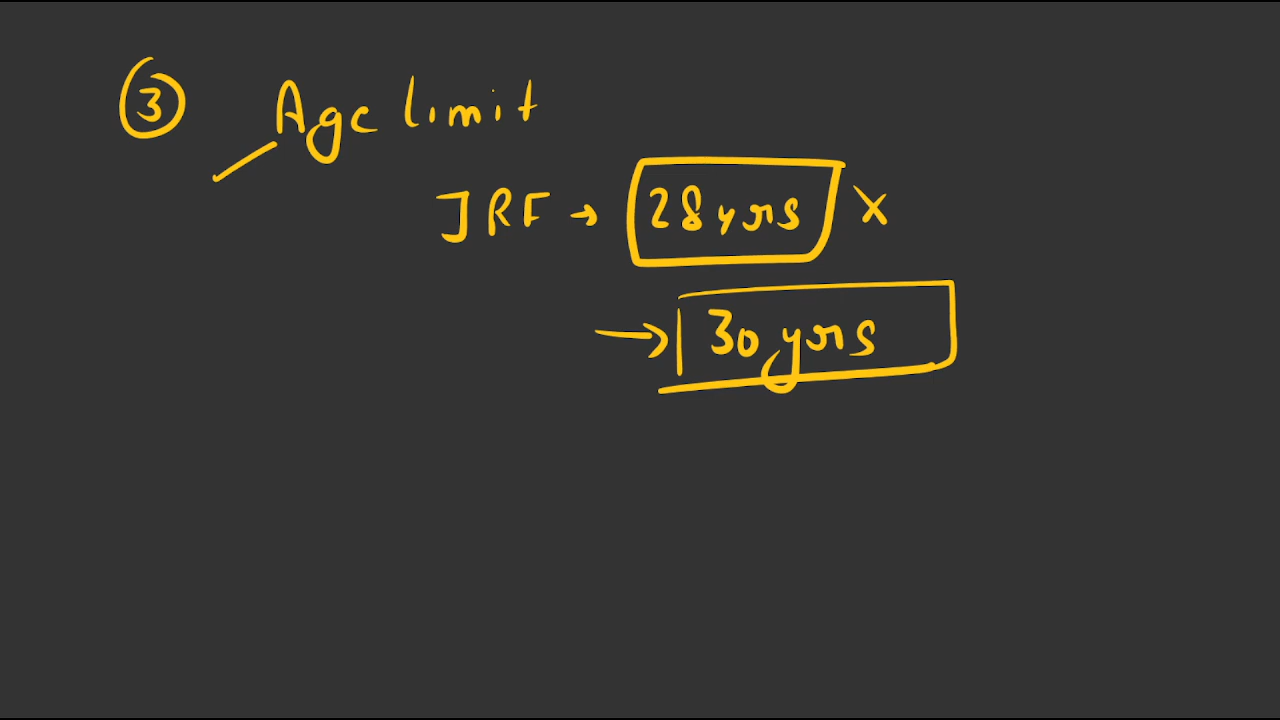 ③ Age limit
JRF → 28 yrs ×
→ 30 yrs